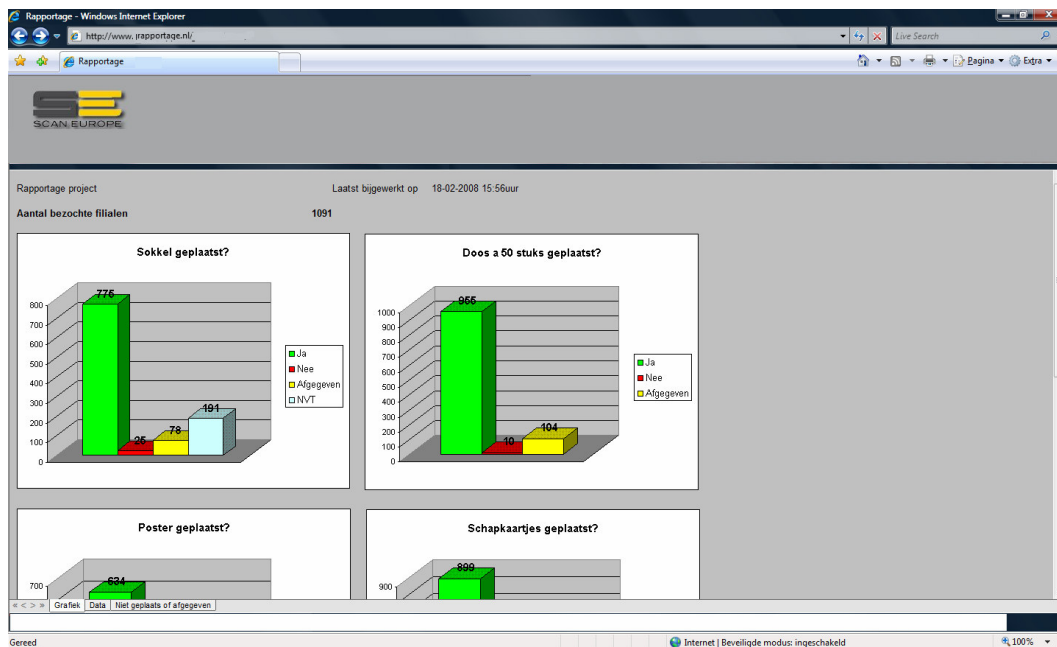 Rapportage - Windows Internet Explorer
http://www. rapportage.nl/
Live Search
Rapportage
Pagina
Extra
SE
SCAN EUROPE
Rapportage project
Laatst bijgewerkt op 18-02-2008 15:56uur
Aantal bezochte filialen 1091
Sokkel geplaatst?
775
800
700
600
500
400
300
200
100
0
25
78
191
Ja
Nee
Afgegeven
NVT
Doos a 50 stuks geplaatst?
955
1000
900
800
700
600
500
400
300
200
100
0
10
104
Ja
Nee
Afgegeven
Poster geplaatst?
634
700
Schapkaartjes geplaatst?
899
900
« < > »
Grafiek
Data
Niet geplaats of afgegeven
Gereed
Internet | Beveiligde modus: ingeschakeld
100%